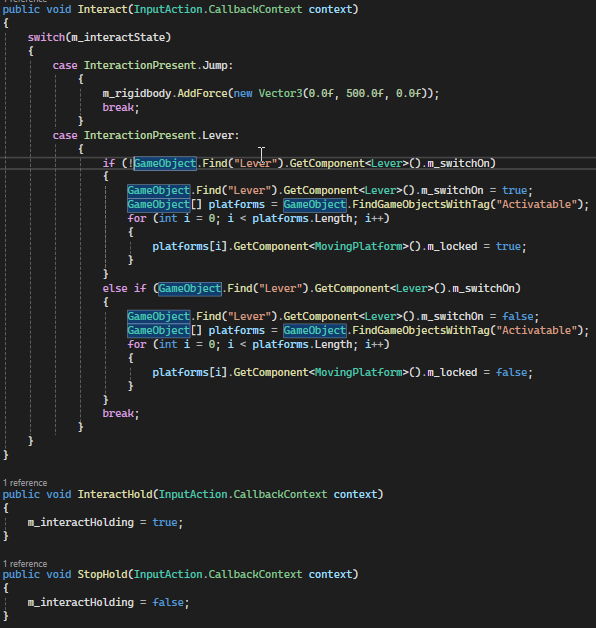 1 reference
public void Interact(InputAction.CallbackContext context)
{
    switch(m_interactState)
    {
        case InteractionPresent.Jump:
            {
                m_rigidbody.AddForce(new Vector3(0.0f, 500.0f, 0.0f));
                break;
            }
        case InteractionPresent.Lever:
            {
                if (!GameObject.Find("Lever").GetComponent<Lever>().m_switchOn)
                {
                    GameObject.Find("Lever").GetComponent<Lever>().m_switchOn = true;
                    GameObject[] platforms = GameObject.FindGameObjectsWithTag("Activatable");
                    for (int i = 0; i < platforms.Length; i++)
                    {
                        platforms[i].GetComponent<MovingPlatform>().m_locked = true;
                    }
                }
                else if (GameObject.Find("Lever").GetComponent<Lever>().m_switchOn)
                {
                    GameObject.Find("Lever").GetComponent<Lever>().m_switchOn = false;
                    GameObject[] platforms = GameObject.FindGameObjectsWithTag("Activatable");
                    for (int i = 0; i < platforms.Length; i++)
                    {
                        platforms[i].GetComponent<MovingPlatform>().m_locked = false;
                    }
                }
                break;
            }
    }
}
1 reference
public void InteractHold(InputAction.CallbackContext context)
{
    m_interactHolding = true;
}
1 reference
public void StopHold(InputAction.CallbackContext context)
{
    m_interactHolding = false;
}